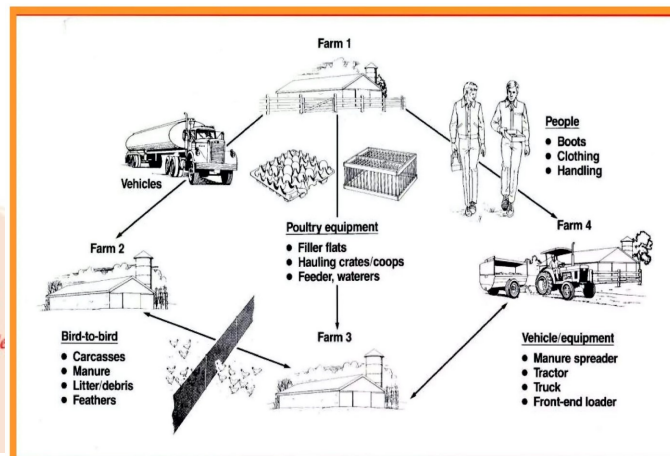 Farm 1
People
• Boots
• Clothing
• Handling
Vehicles
Poultry equipment
• Filler flats
• Hauling crates/coops
• Feeder, waterers
Farm 2
Farm 4
Bird-to-bird
• Carcasses
• Manure
• Litter/debris
• Feathers
Farm 3
Vehicle/equipment
• Manure spreader
• Tractor
• Truck
• Front-end loader